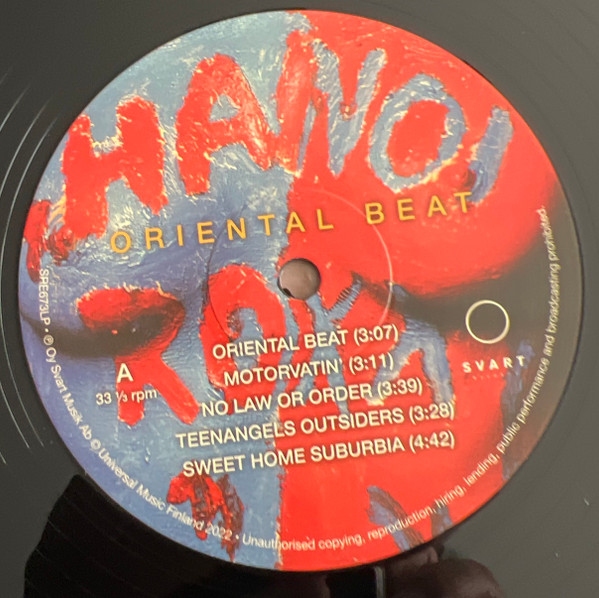 HANOI
ORIENTAL BEAT
ROCKS
A
33 ⅓ rpm
ORIENTAL BEAT (3:07)
MOTORVATIN' (3:11)
NO LAW OR ORDER (3:39)
TEENANGELS OUTSIDERS (3:28)
SWEET HOME SUBURBIA (4:42)
SVART
SRE673LP • ℗ Oy Svart Musik Ab © Universal Music Finland 2022 • Unauthorised copying, reproduction, hiring, lending, public performance and broadcasting prohibited.